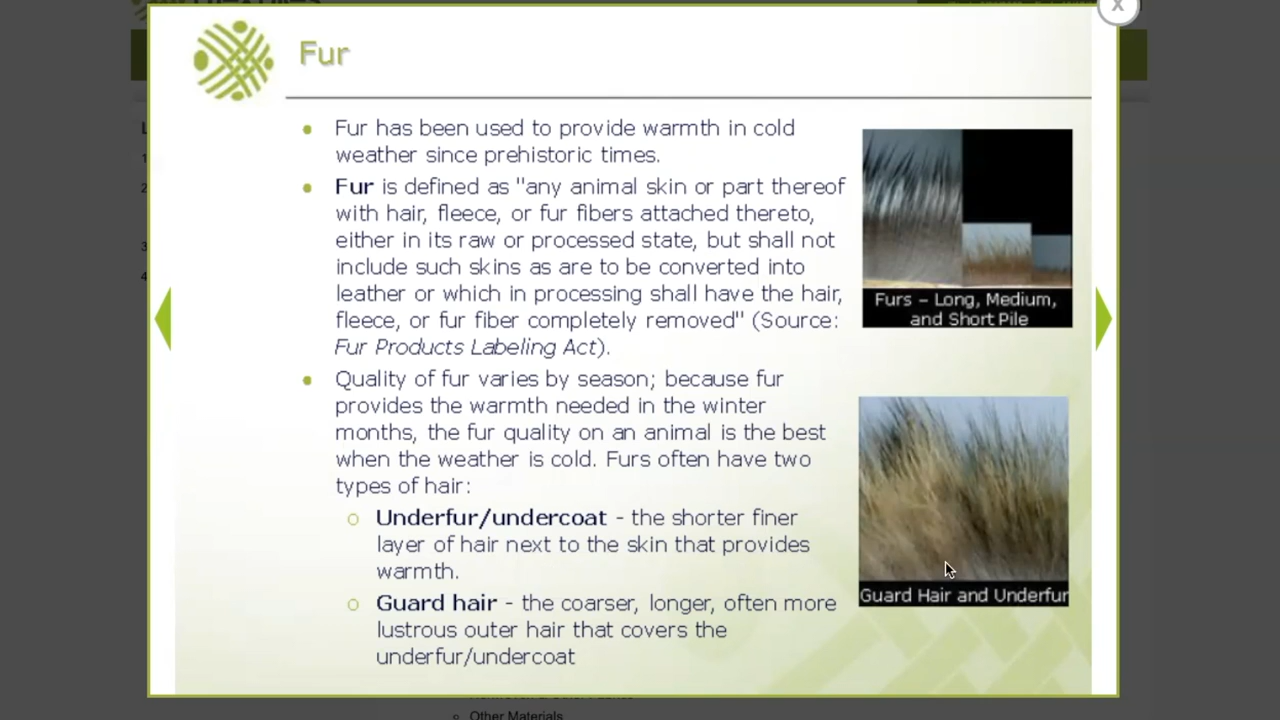 x
Fur
Fur has been used to provide warmth in cold
weather since prehistoric times.
Fur is defined as "any animal skin or part thereof
with hair, fleece, or fur fibers attached thereto,
either in its raw or processed state, but shall not
include such skins as are to be converted into
leather or which in processing shall have the hair,
fleece, or fur fiber completely removed" (Source:
Fur Products Labeling Act).
Quality of fur varies by season; because fur
provides the warmth needed in the winter
months, the fur quality on an animal is the best
when the weather is cold. Furs often have two
types of hair:
Underfur/undercoat - the shorter finer
layer of hair next to the skin that provides
warmth.
Guard hair - the coarser, longer, often more
lustrous outer hair that covers the
underfur/undercoat
Furs – Long, Medium,
and Short Pile
Guard Hair and Underfur
1
2
3
4
Other Materials